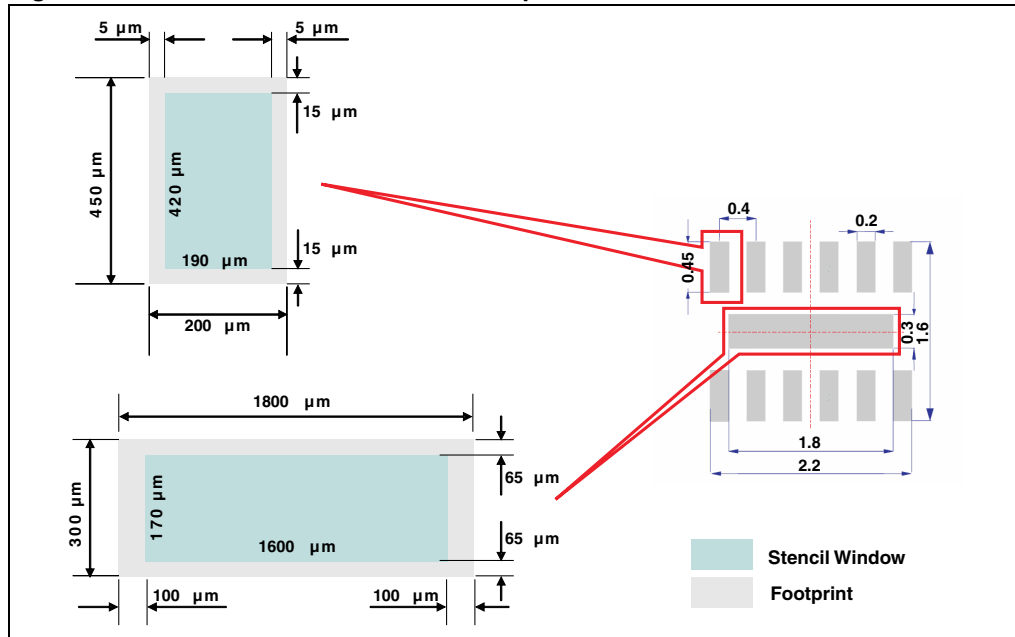 5 µm
5 µm
15 µm
450 µm
420 µm
190 µm
15 µm
200 µm
0.4
0.2
0.45
0.3
1.6
1.8
2.2
1800 µm
65 µm
300 µm
170 µm
1600 µm
65 µm
100 µm
100 µm
Stencil Window
Footprint